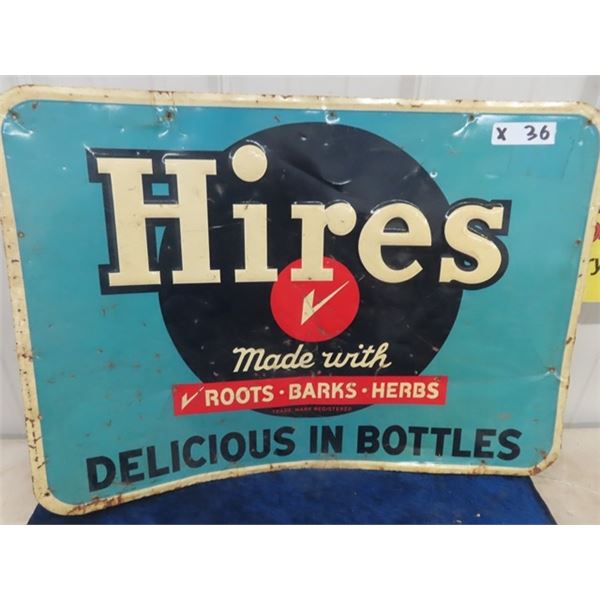 x 36
Hires
Made with
ROOTS · BARKS · HERBS
TRADE MARK REGISTERED
DELICIOUS IN BOTTLES